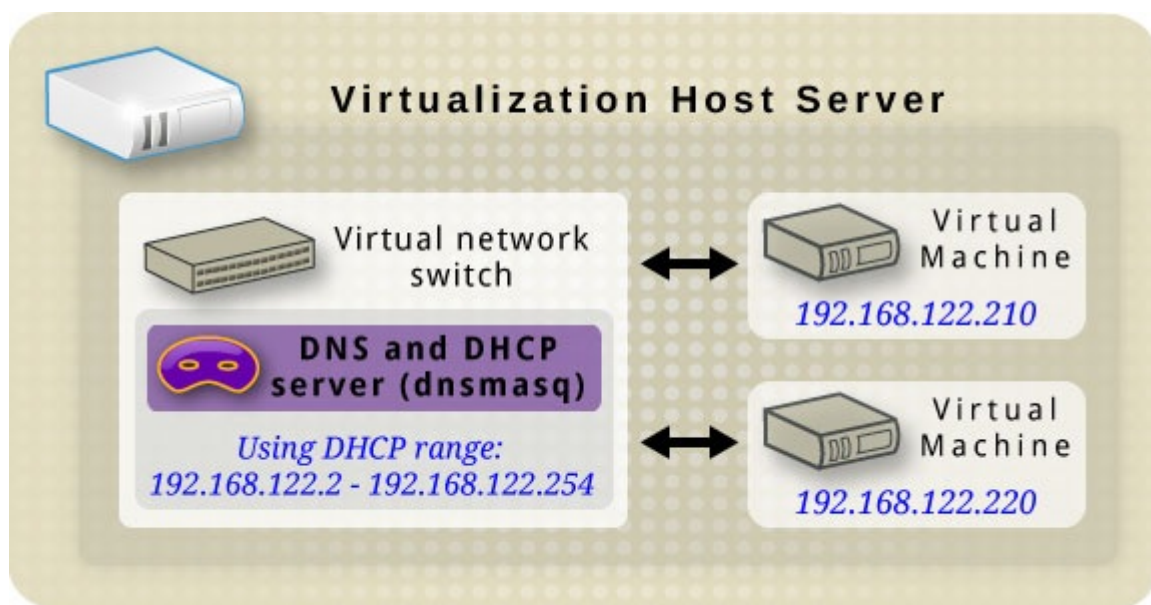 Virtualization Host Server
Virtual network
switch
DNS and DHCP
server (dnsmasq)
Using DHCP range:
192.168.122.2 - 192.168.122.254
Virtual
Machine
192.168.122.210
Virtual
Machine
192.168.122.220